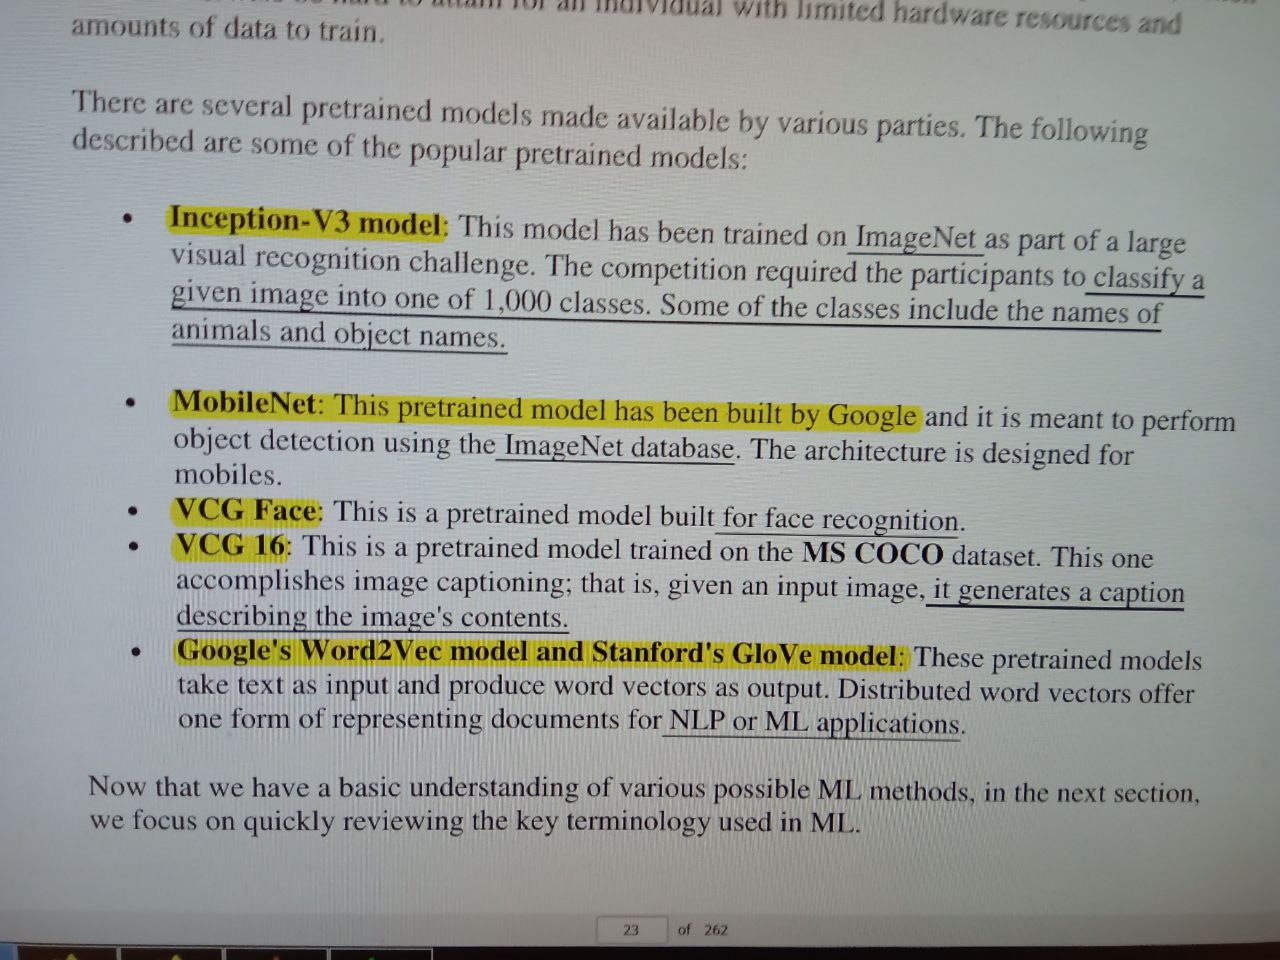 for an individual with limited hardware resources and
amounts of data to train.
There are several pretrained models made available by various parties. The following
described are some of the popular pretrained models:
• Inception-V3 model: This model has been trained on ImageNet as part of a large
visual recognition challenge. The competition required the participants to classify a
given image into one of 1,000 classes. Some of the classes include the names of
animals and object names.
• MobileNet: This pretrained model has been built by Google and it is meant to perform
object detection using the ImageNet database. The architecture is designed for
mobiles.
• VCG Face: This is a pretrained model built for face recognition.
• VCG 16: This is a pretrained model trained on the MS COCO dataset. This one
accomplishes image captioning; that is, given an input image, it generates a caption
describing the image's contents.
• Google's Word2Vec model and Stanford's GloVe model: These pretrained models
take text as input and produce word vectors as output. Distributed word vectors offer
one form of representing documents for NLP or ML applications.
Now that we have a basic understanding of various possible ML methods, in the next section,
we focus on quickly reviewing the key terminology used in ML.
23 of 262